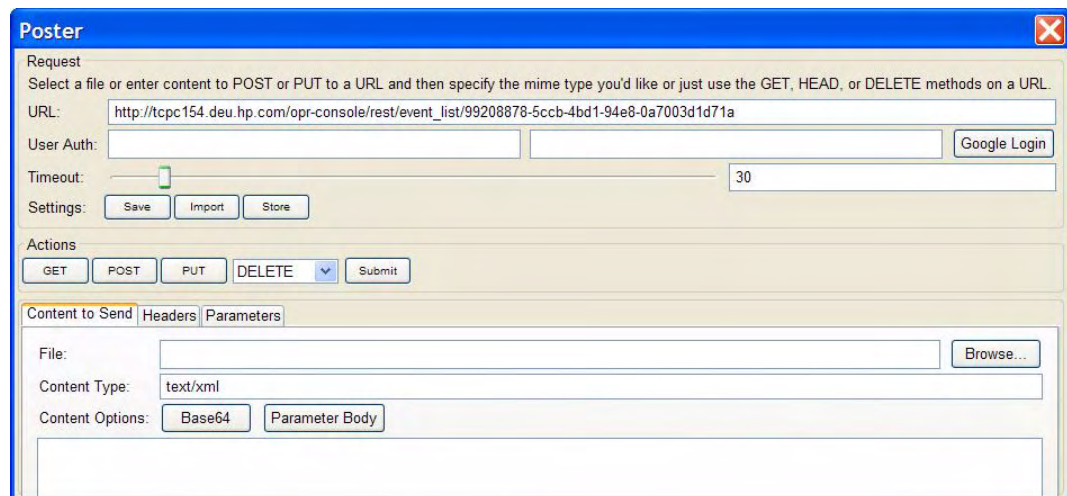 Poster
Request
Select a file or enter content to POST or PUT to a URL and then specify the mime type you'd like or just use the GET, HEAD, or DELETE methods on a URL.
URL: http://tcpc154.deu.hp.com/opr-console/rest/event_list/99208878-5ccb-4bd1-94e8-0a7003d1d71a
User Auth: Google Login
Timeout: 30
Settings: Save Import Store
Actions
GET POST PUT DELETE Submit
Content to Send Headers Parameters
File: Browse...
Content Type: text/xml
Content Options: Base64 Parameter Body